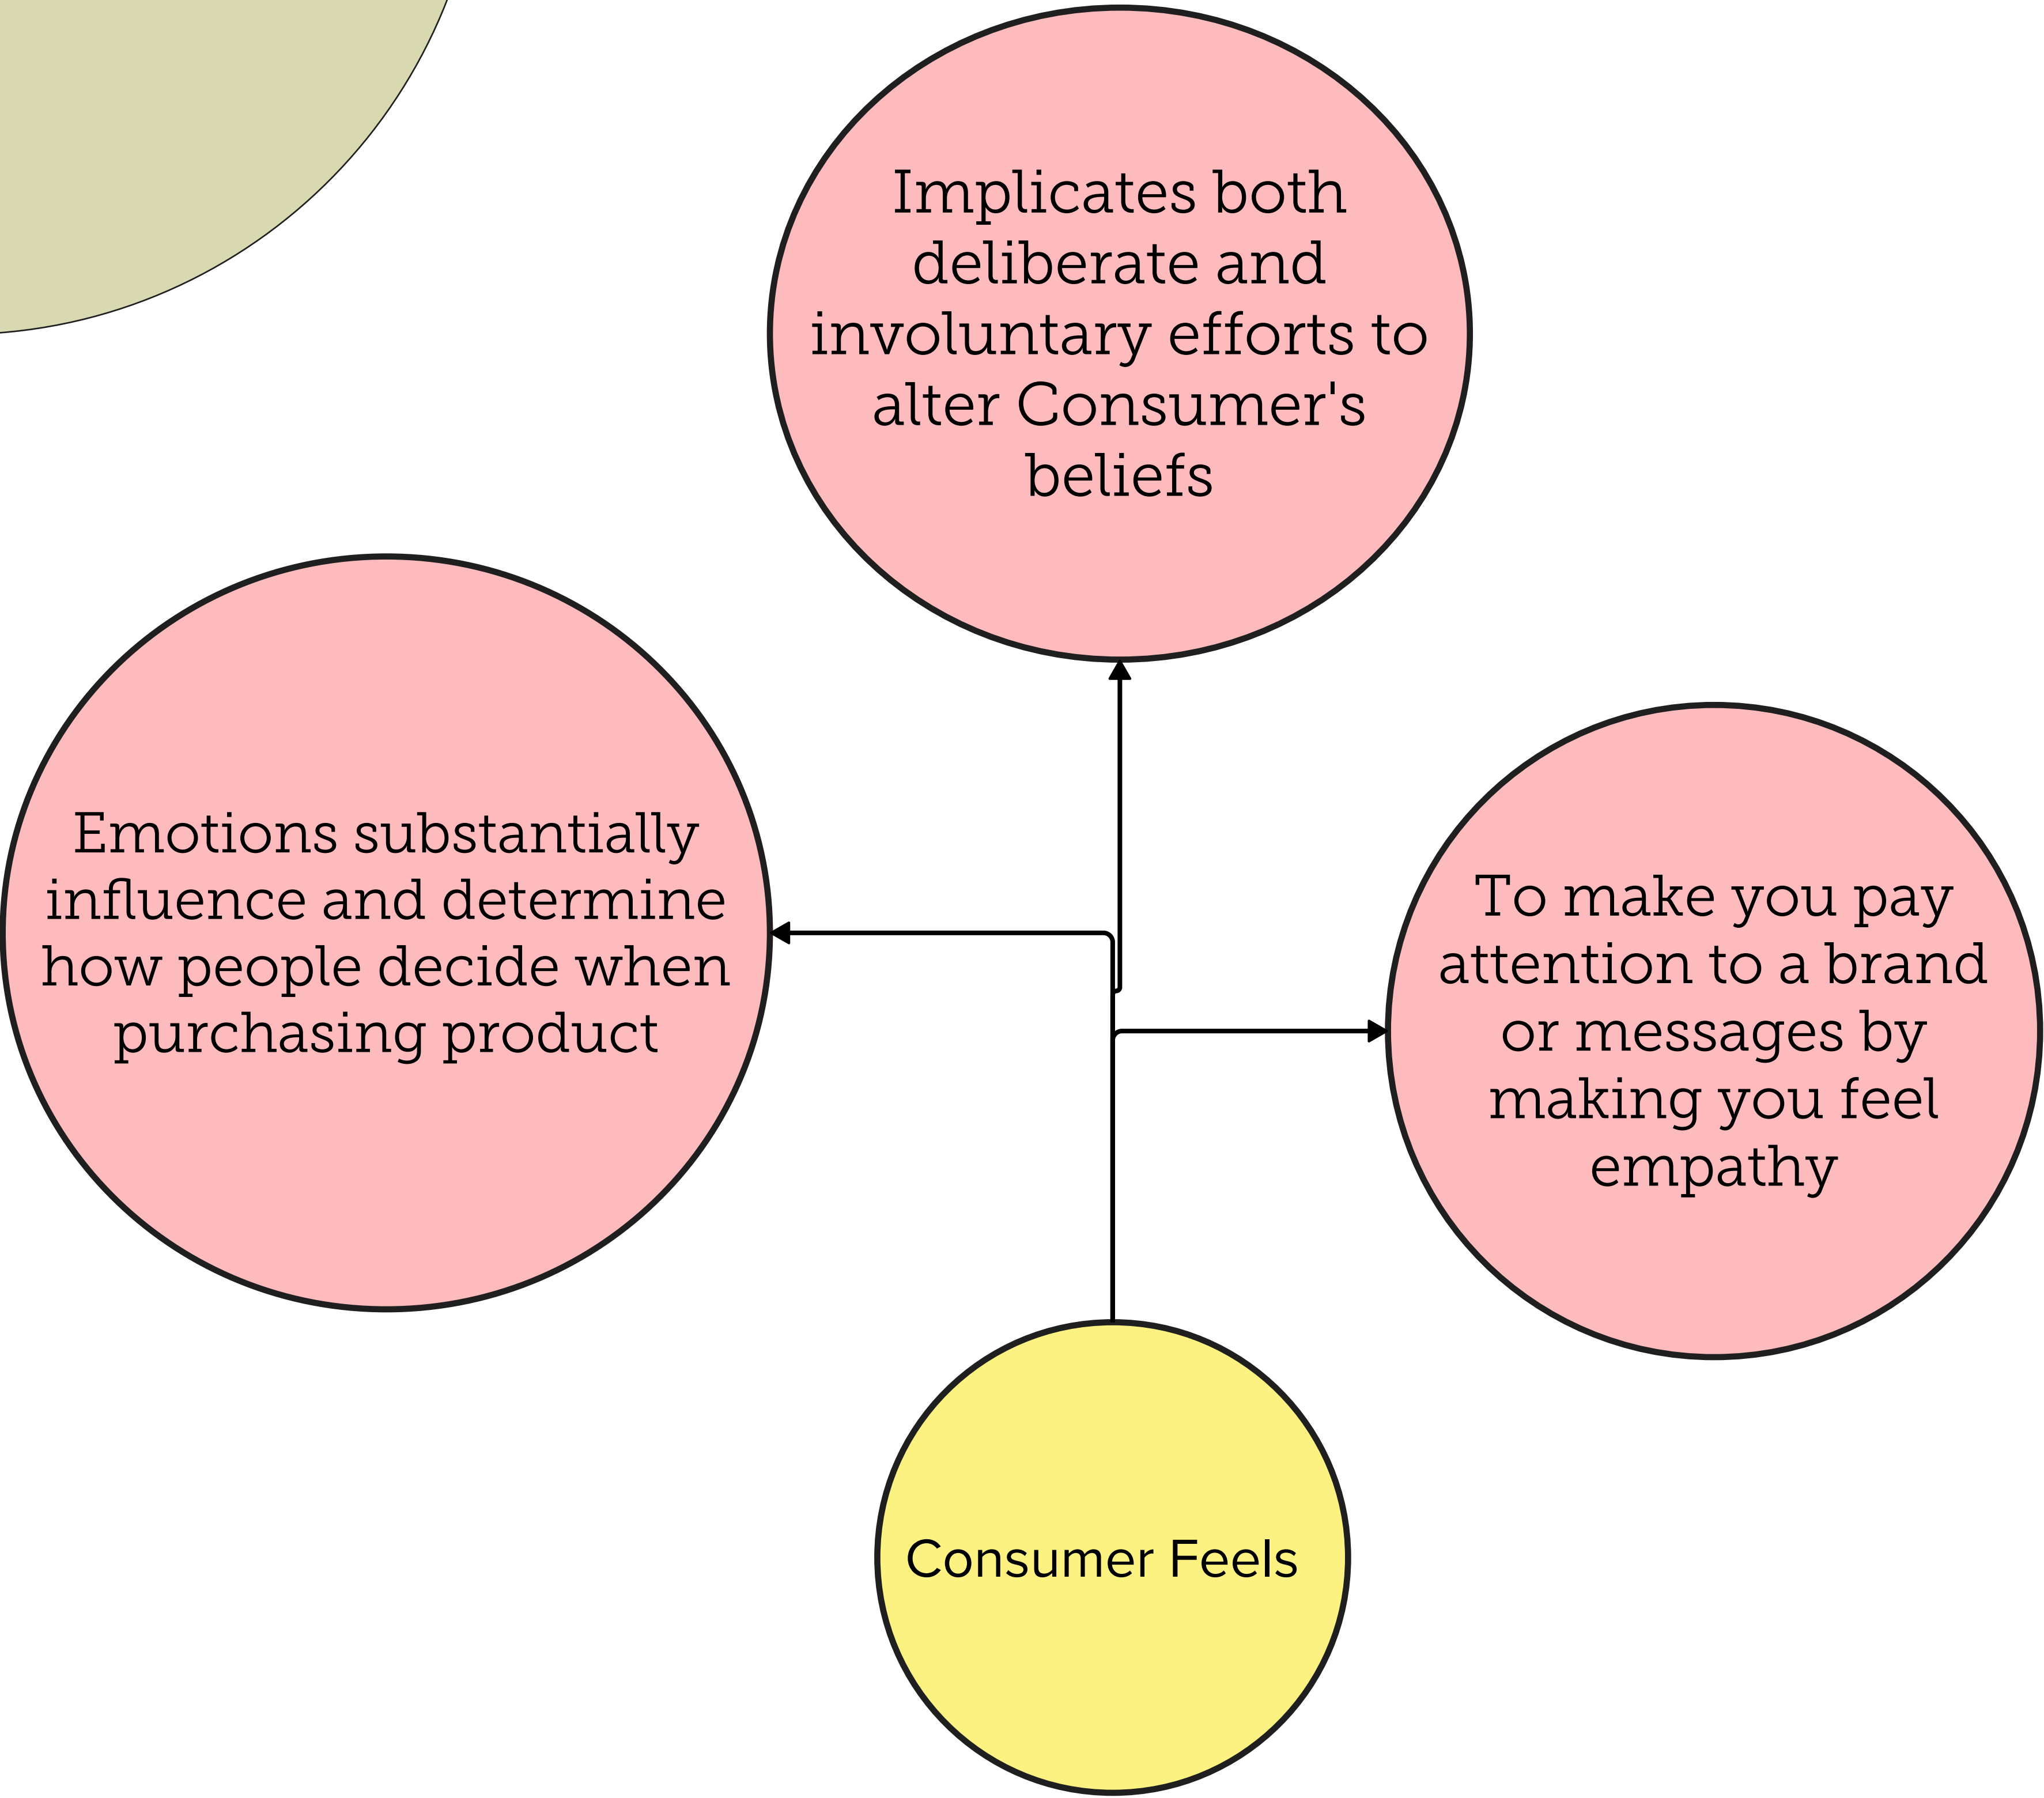 Implicates both
deliberate and
involuntary efforts to
alter Consumer's
beliefs
Emotions substantially
influence and determine
how people decide when
purchasing product
To make you pay
attention to a brand
or messages by
making you feel
empathy
Consumer Feels